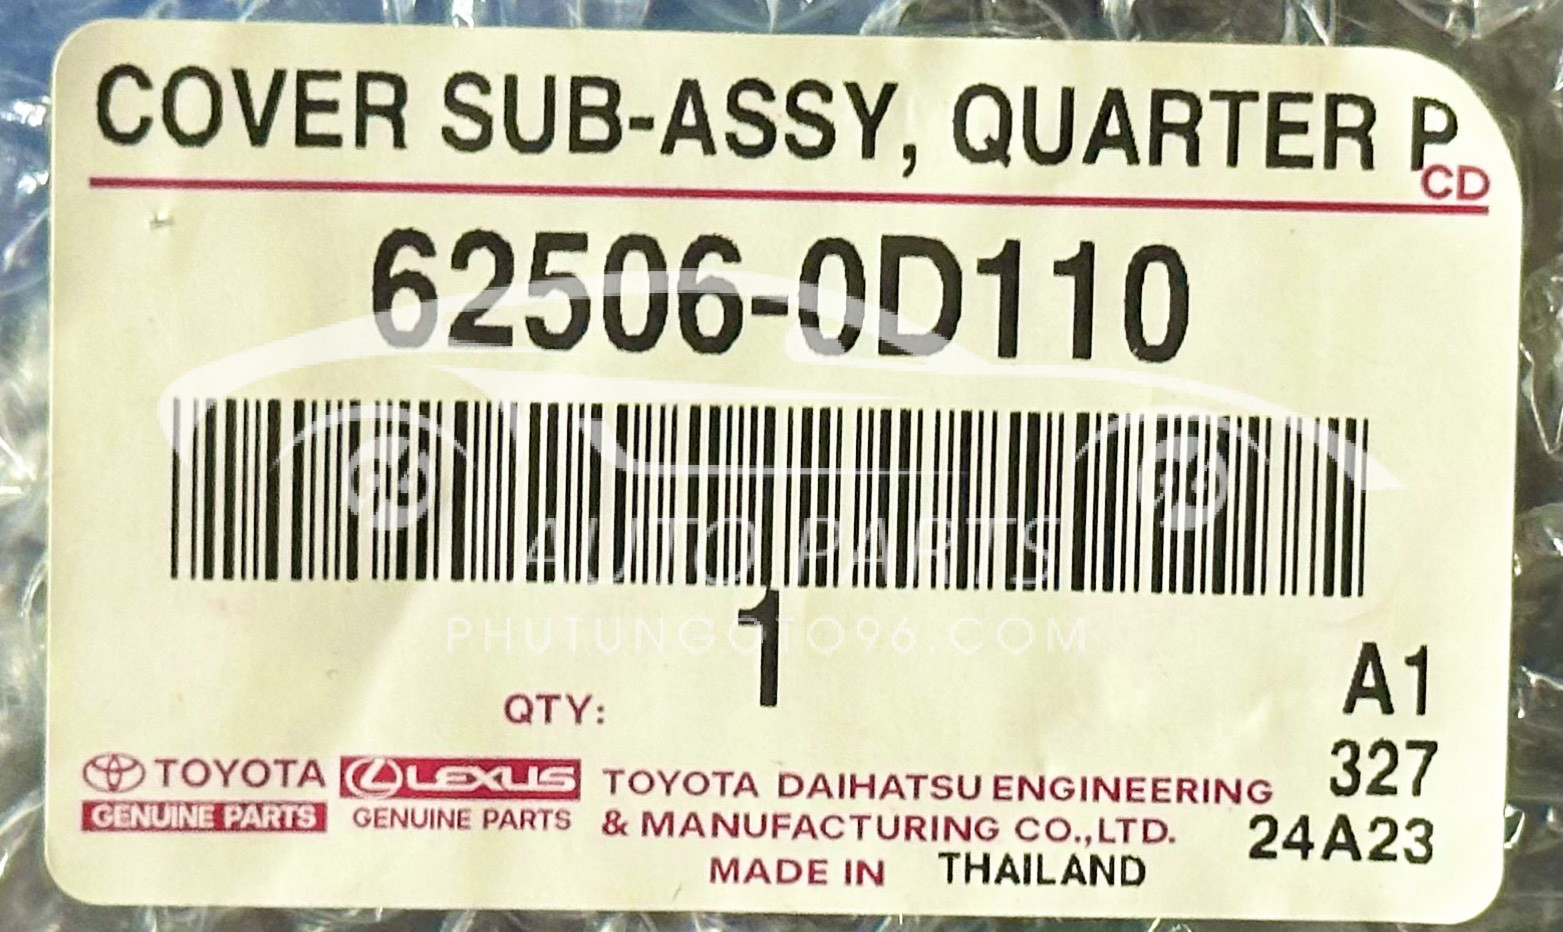 COVER SUB-ASSY, QUARTER P
CD
62506-0D110
AUTO PARTS
1
PHUTUNGOTO96.COM
QTY:
A1
327
24A23
TOYOTA
GENUINE PARTS
LEXUS
GENUINE PARTS
TOYOTA DAIHATSU ENGINEERING
& MANUFACTURING CO.,LTD.
MADE IN THAILAND